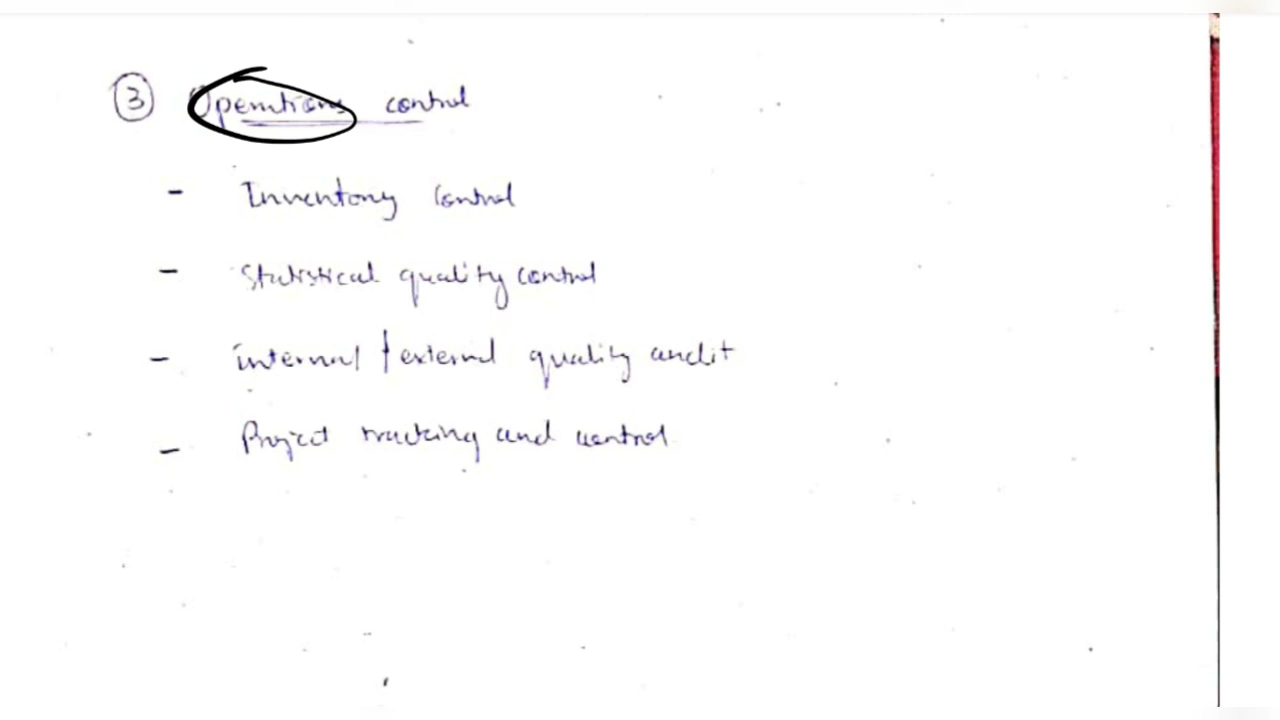 ③ Operations control
- Inventory control
- Statistical quality control
- internal / external quality audit
- Project tracking and control